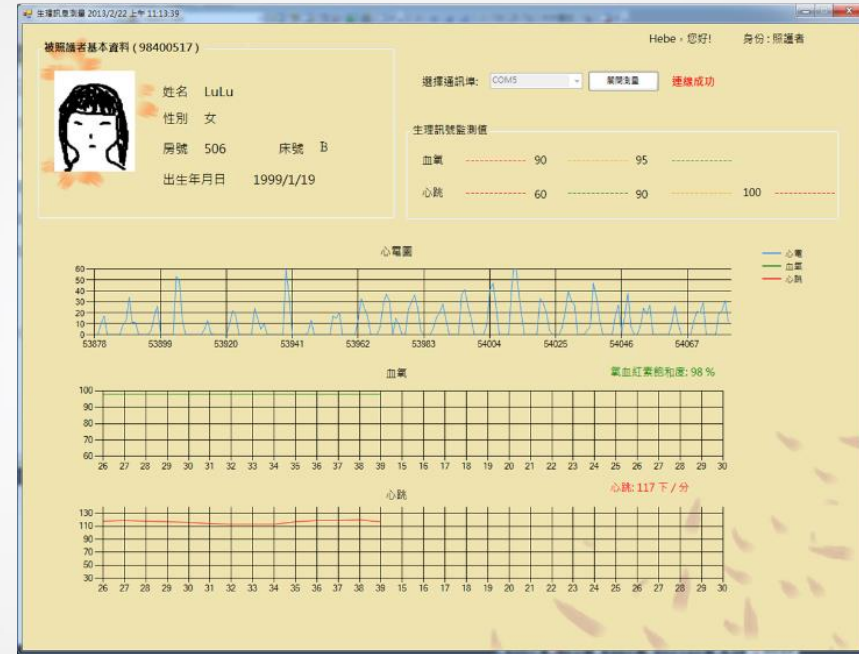 生理訊息測量 2013/2/22 上午 11:13:39
Hebe，您好! 身份：照護者
被照護者基本資料 ( 98400517 )
姓名 LuLu
性別 女
房號 506 床號 B
出生年月日 1999/1/19
選擇通訊埠: COM5 關閉測量 連線成功
生理訊號監測值
血氧 ---------- 90 ---------- 95 ----------
心跳 ---------- 60 ---------- 90 ---------- 100 ----------
心電圖
心電
血氧
心跳
60
50
40
30
20
10
0
53878 53899 53920 53941 53962 53983 54004 54025 54046 54067
血氧
氧血紅素飽和度: 98 %
100
90
80
70
60
26 27 28 29 30 31 32 33 34 35 36 37 38 39 15 16 17 18 19 20 21 22 23 24 25 26 27 28 29 30
心跳
心跳: 117 下 / 分
130
110
90
70
50
30
26 27 28 29 30 31 32 33 34 35 36 37 38 39 15 16 17 18 19 20 21 22 23 24 25 26 27 28 29 30